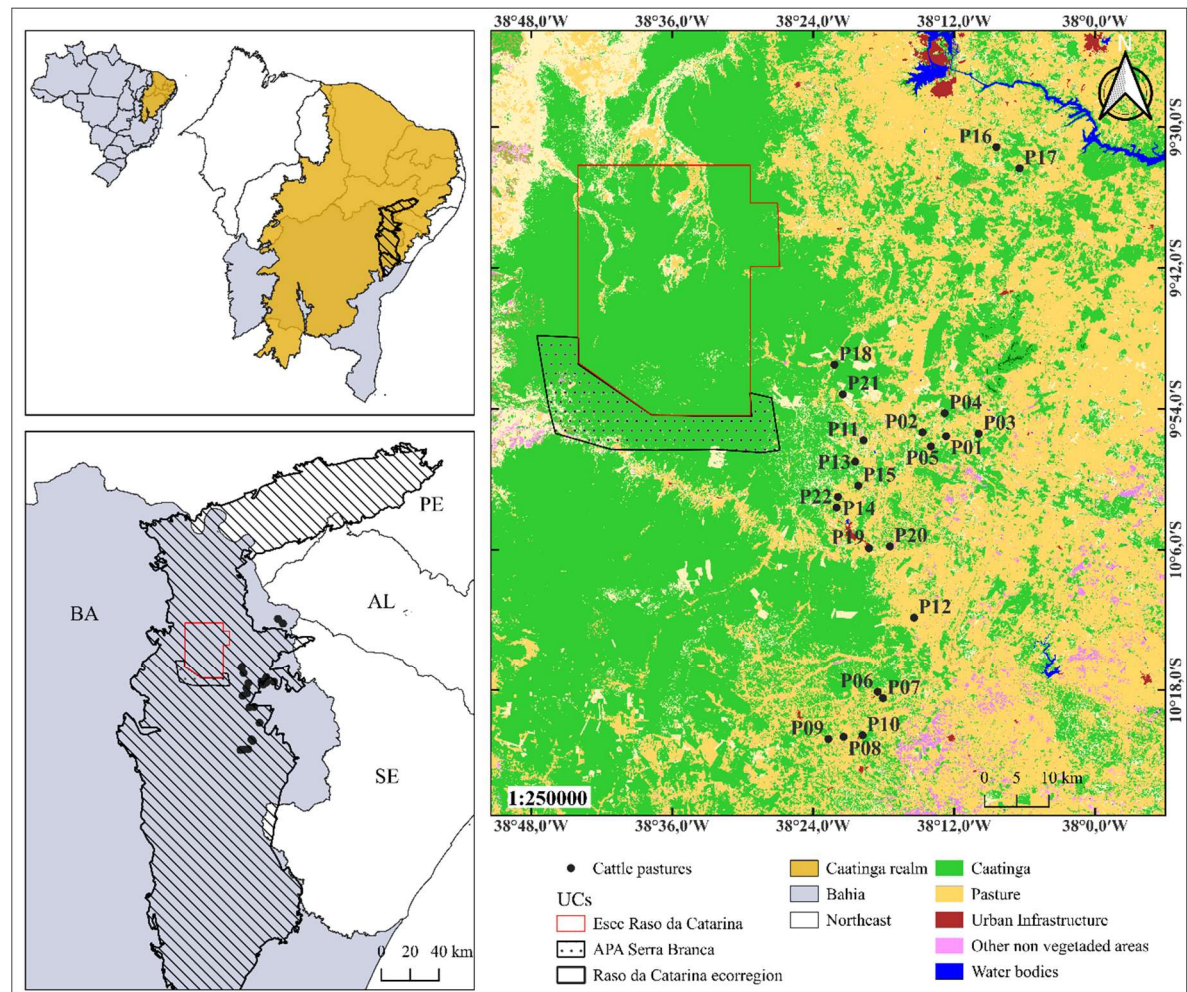 38°48,0'W 38°36,0'W 38°24,0'W 38°12,0'W 38°0,0'W
N
9°30,0'S
P16
P17
9°42,0'S
P18
P21
9°54,0'S
P04
P02
P03
P11
P01
P05
P13
P15
P22
P14
P19
P20
10°6,0'S
P12
P06
P07
10°18,0'S
P09
P10
P08
0 5 10 km
1:250000
38°48,0'W 38°36,0'W 38°24,0'W 38°12,0'W 38°0,0'W
PE
AL
BA
SE
0 20 40 km
Cattle pastures
UCs
Esec Raso da Catarina
APA Serra Branca
Raso da Catarina ecorregion
Caatinga realm
Bahia
Northeast
Caatinga
Pasture
Urban Infrastructure
Other non vegetaded areas
Water bodies